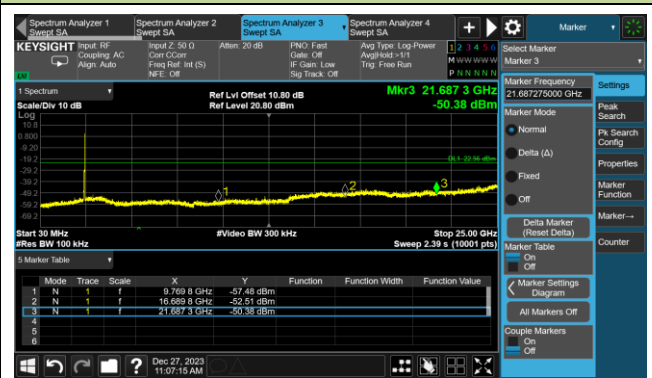 Spectrum Analyzer 1
Swept SA
Spectrum Analyzer 2
Swept SA
Spectrum Analyzer 3
Swept SA
Spectrum Analyzer 4
Swept SA
Marker
KEYSIGHT
Input: RF
Coupling: AC
Align: Auto
Input Z: 50 Ω
Corr CCorr
Freq Ref: Int (S)
NFE: Off
Atten: 20 dB
PNO: Fast
Gate: Off
IF Gain: Low
Sig Track: Off
Avg Type: Log-Power
Avg|Hold:>1/1
Trig: Free Run
1 2 3 4 5 6
M W W W W W
P N N N N N
LXI
Select Marker
Marker 3
1 Spectrum
Scale/Div 10 dB
Log
Ref Lvl Offset 10.80 dB
Ref Level 20.80 dBm
Mkr3 21.687 3 GHz
-50.38 dBm
10.8
0.800
-9.20
-19.2
-29.2
-39.2
-49.2
-59.2
-69.2
DL1 -22.56 dBm
1
2
3
Start 30 MHz
#Res BW 100 kHz
#Video BW 300 kHz
Stop 25.00 GHz
Sweep 2.39 s (10001 pts)
5 Marker Table
Mode Trace Scale X Y Function Function Width Function Value
1 N 1 f 9.769 8 GHz -57.48 dBm
2 N 1 f 16.689 8 GHz -52.51 dBm
3 N 1 f 21.687 3 GHz -50.38 dBm
4
5
6
Marker Frequency
21.687275000 GHz
Marker Mode
Normal
Delta (Δ)
Fixed
Off
Delta Marker
(Reset Delta)
Marker Table
On
Off
Marker Settings
Diagram
All Markers Off
Couple Markers
On
Off
Settings
Peak
Search
Pk Search
Config
Properties
Marker
Function
Marker→
Counter
?
Dec 27, 2023
11:07:15 AM